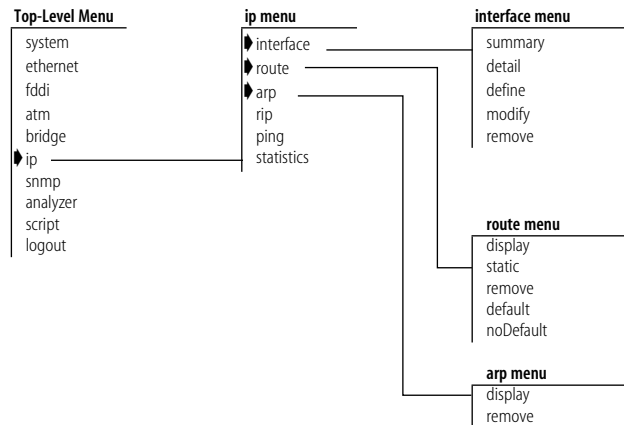 Top-Level Menu
system
ethernet
fddi
atm
bridge
ip
snmp
analyzer
script
logout
ip menu
interface
route
arp
rip
ping
statistics
interface menu
summary
detail
define
modify
remove
route menu
display
static
remove
default
noDefault
arp menu
display
remove